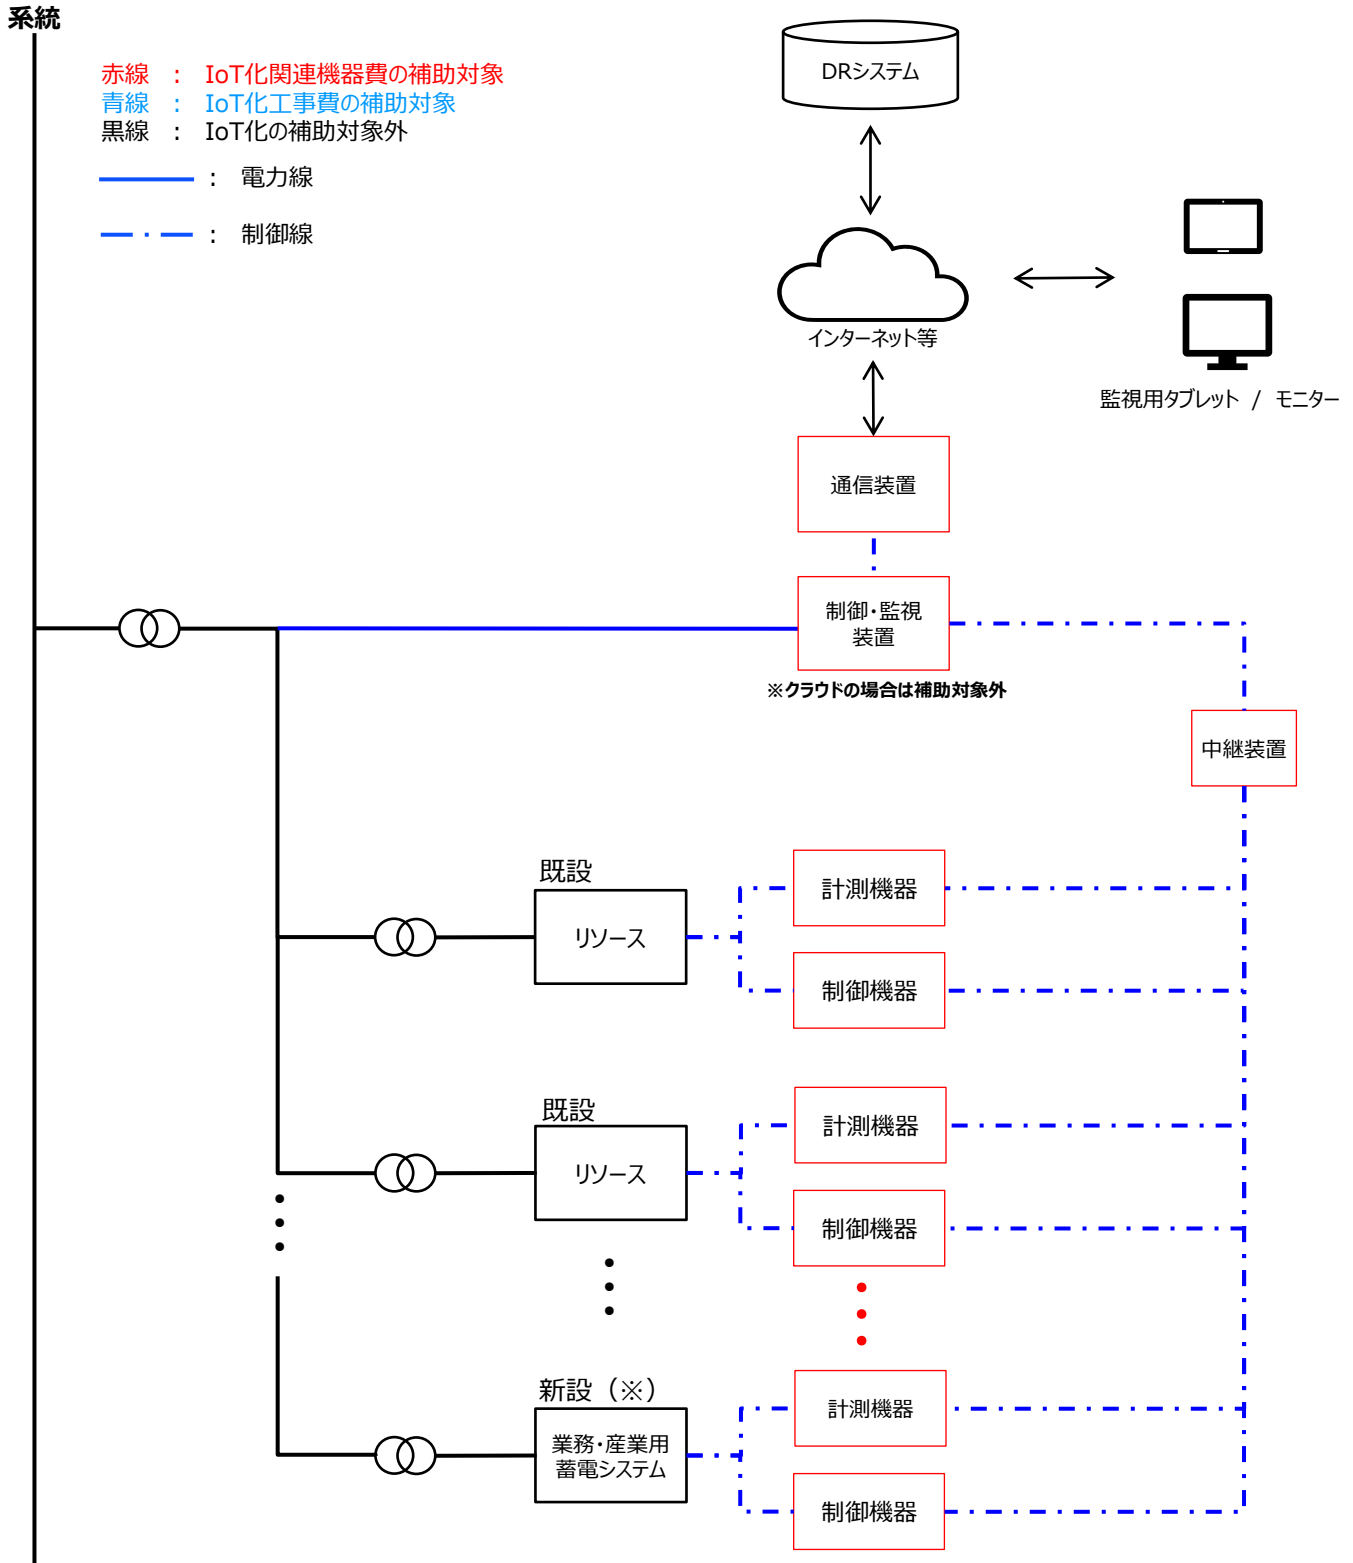 系統
赤線 : IoT化関連機器費の補助対象
青線 : IoT化工事費の補助対象
黒線 : IoT化の補助対象外
: 電力線
: 制御線
DRシステム
インターネット等
監視用タブレット / モニター
通信装置
制御・監視
装置
※クラウドの場合は補助対象外
中継装置
既設
リソース
計測機器
制御機器
既設
リソース
計測機器
制御機器
新設（※）
業務・産業用
蓄電システム
計測機器
制御機器